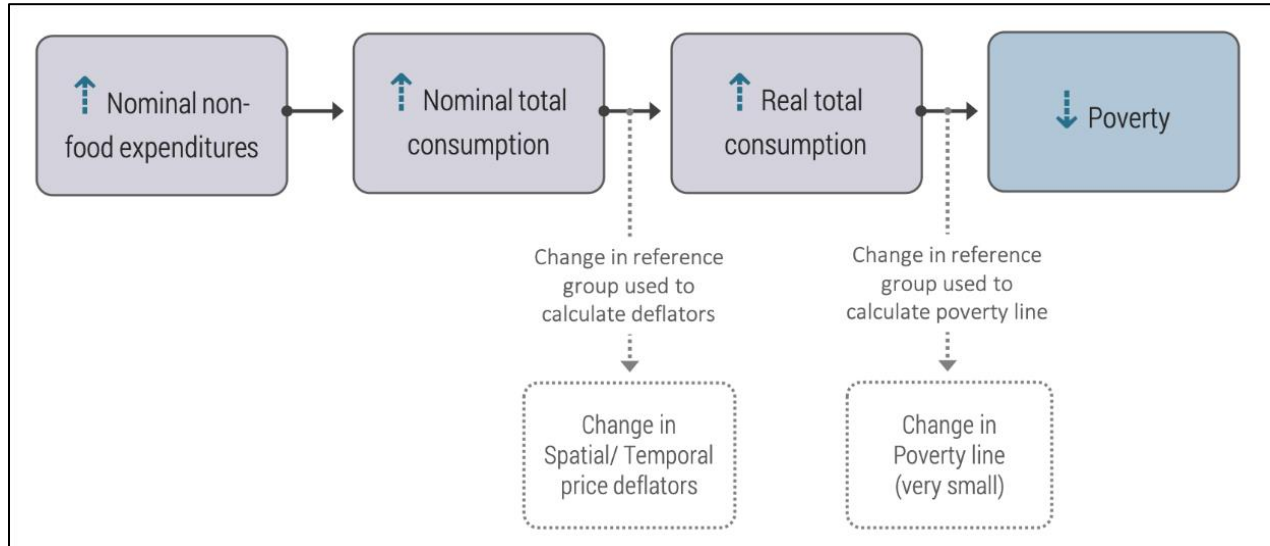 Nominal non-
food expenditures
Nominal total
consumption
Real total
consumption
Poverty
Change in reference
group used to
calculate deflators
Change in reference
group used to
calculate poverty line
Change in
Spatial/ Temporal
price deflators
Change in
Poverty line
(very small)